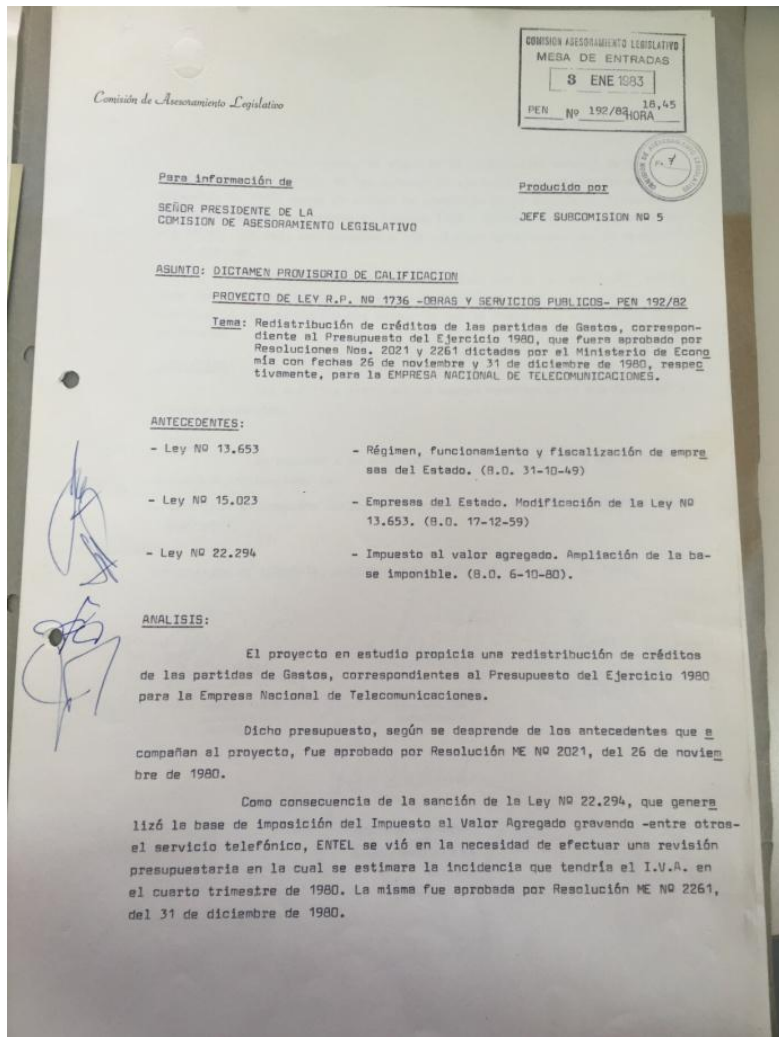 COMISION ASESORAMIENTO LEGISLATIVO
MESA DE ENTRADAS
3 ENE 1983
PEN Nº 192/82 HORA 18,45
Comisión de Asesoramiento Legislativo
Para información de
Producido por
SEÑOR PRESIDENTE DE LA
COMISION DE ASESORAMIENTO LEGISLATIVO
JEFE SUBCOMISION Nº 5
ASUNTO: DICTAMEN PROVISORIO DE CALIFICACION
PROYECTO DE LEY R.P. Nº 1736 -OBRAS Y SERVICIOS PUBLICOS- PEN 192/82
Tema: Redistribución de créditos de las partidas de Gastos, correspon-
diente al Presupuesto del Ejercicio 1980, que fuera aprobado por
Resoluciones Nos. 2021 y 2261 dictadas por el Ministerio de Econo
mía con fechas 26 de noviembre y 31 de diciembre de 1980, respec
tivamente, para la EMPRESA NACIONAL DE TELECOMUNICACIONES.
ANTECEDENTES:
- Ley Nº 13.653 - Régimen, funcionamiento y fiscalización de empre
sas del Estado. (B.O. 31-10-49)
- Ley Nº 15.023 - Empresas del Estado. Modificación de la Ley Nº
13.653. (B.O. 17-12-59)
- Ley Nº 22.294 - Impuesto al valor agregado. Ampliación de la ba-
se imponible. (B.O. 6-10-80).
ANALISIS:
El proyecto en estudio propicia una redistribución de créditos
de las partidas de Gastos, correspondientes al Presupuesto del Ejercicio 1980
para la Empresa Nacional de Telecomunicaciones.
Dicho presupuesto, según se desprende de los antecedentes que a
compañan al proyecto, fue aprobado por Resolución ME Nº 2021, del 26 de noviem
bre de 1980.
Como consecuencia de la sanción de la Ley Nº 22.294, que genera
lizó la base de imposición del Impuesto al Valor Agregado gravando -entre otros-
el servicio telefónico, ENTEL se vió en la necesidad de efectuar una revisión
presupuestaria en la cual se estimara la incidencia que tendría el I.V.A. en
el cuarto trimestre de 1980. La misma fue aprobada por Resolución ME Nº 2261,
del 31 de diciembre de 1980.